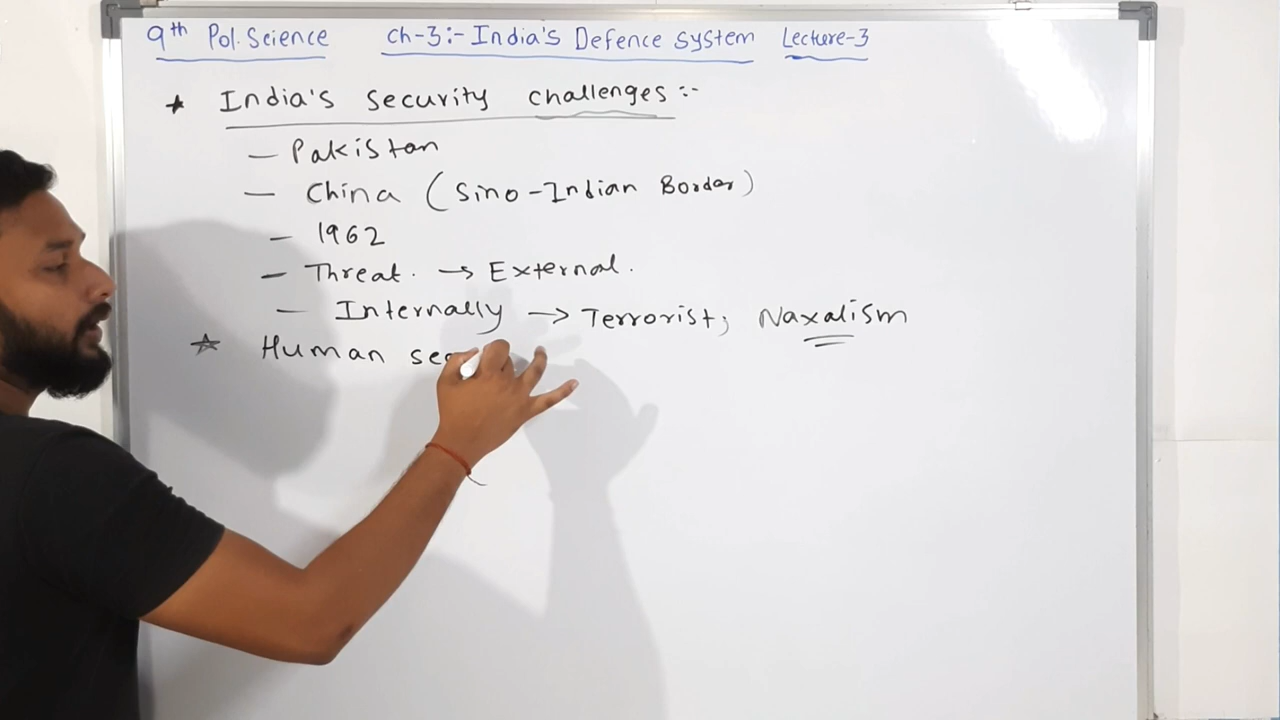 9th Pol. Science Ch-3:- India's Defence system Lecture-3
★ India's security challenges :-
— Pakistan
— China (Sino-Indian Border)
— 1962
— Threat. → External.
— Internally → Terrorist; Naxalism
★ Human